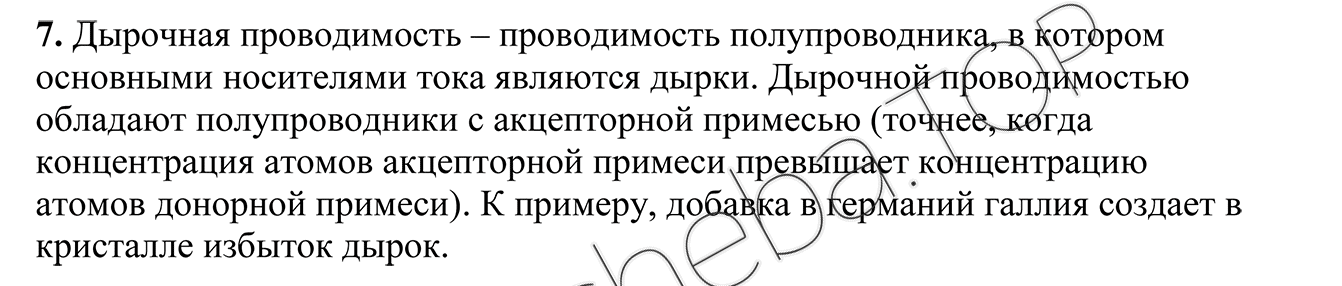 7. Дырочная проводимость – проводимость полупроводника, в котором
основными носителями тока являются дырки. Дырочной проводимостью
обладают полупроводники с акцепторной примесью (точнее, когда
концентрация атомов акцепторной примеси превышает концентрацию
атомов донорной примеси). К примеру, добавка в германий галлия создает в
кристалле избыток дырок.
heba.TOP